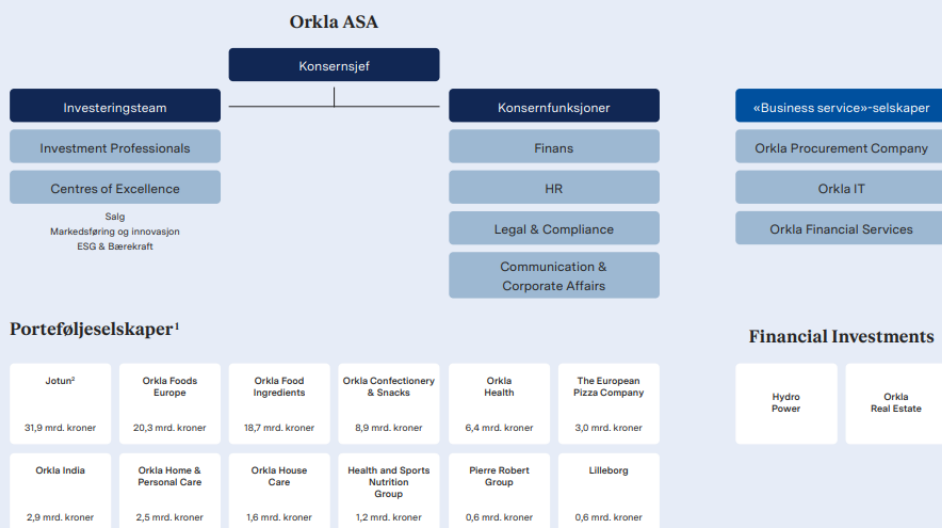 Orkla ASA
Konsernsjef
Investeringsteam
Konsernfunksjoner
«Business service»-selskaper
Investment Professionals
Finans
Orkla Procurement Company
Centres of Excellence
HR
Orkla IT
Salg
Markedsføring og innovasjon
ESG & Bærekraft
Legal & Compliance
Orkla Financial Services
Communication &
Corporate Affairs
Porteføljeselskaper¹
Financial Investments
Jotun²
31,9 mrd. kroner
Orkla Foods
Europe
20,3 mrd. kroner
Orkla Food
Ingredients
18,7 mrd. kroner
Orkla Confectionery
& Snacks
8,9 mrd. kroner
Orkla
Health
6,4 mrd. kroner
The European
Pizza Company
3,0 mrd. kroner
Hydro
Power
Orkla
Real Estate
Orkla India
2,9 mrd. kroner
Orkla Home &
Personal Care
2,5 mrd. kroner
Orkla House
Care
1,6 mrd. kroner
Health and Sports
Nutrition
Group
1,2 mrd. kroner
Pierre Robert
Group
0,6 mrd. kroner
Lilleborg
0,6 mrd. kroner